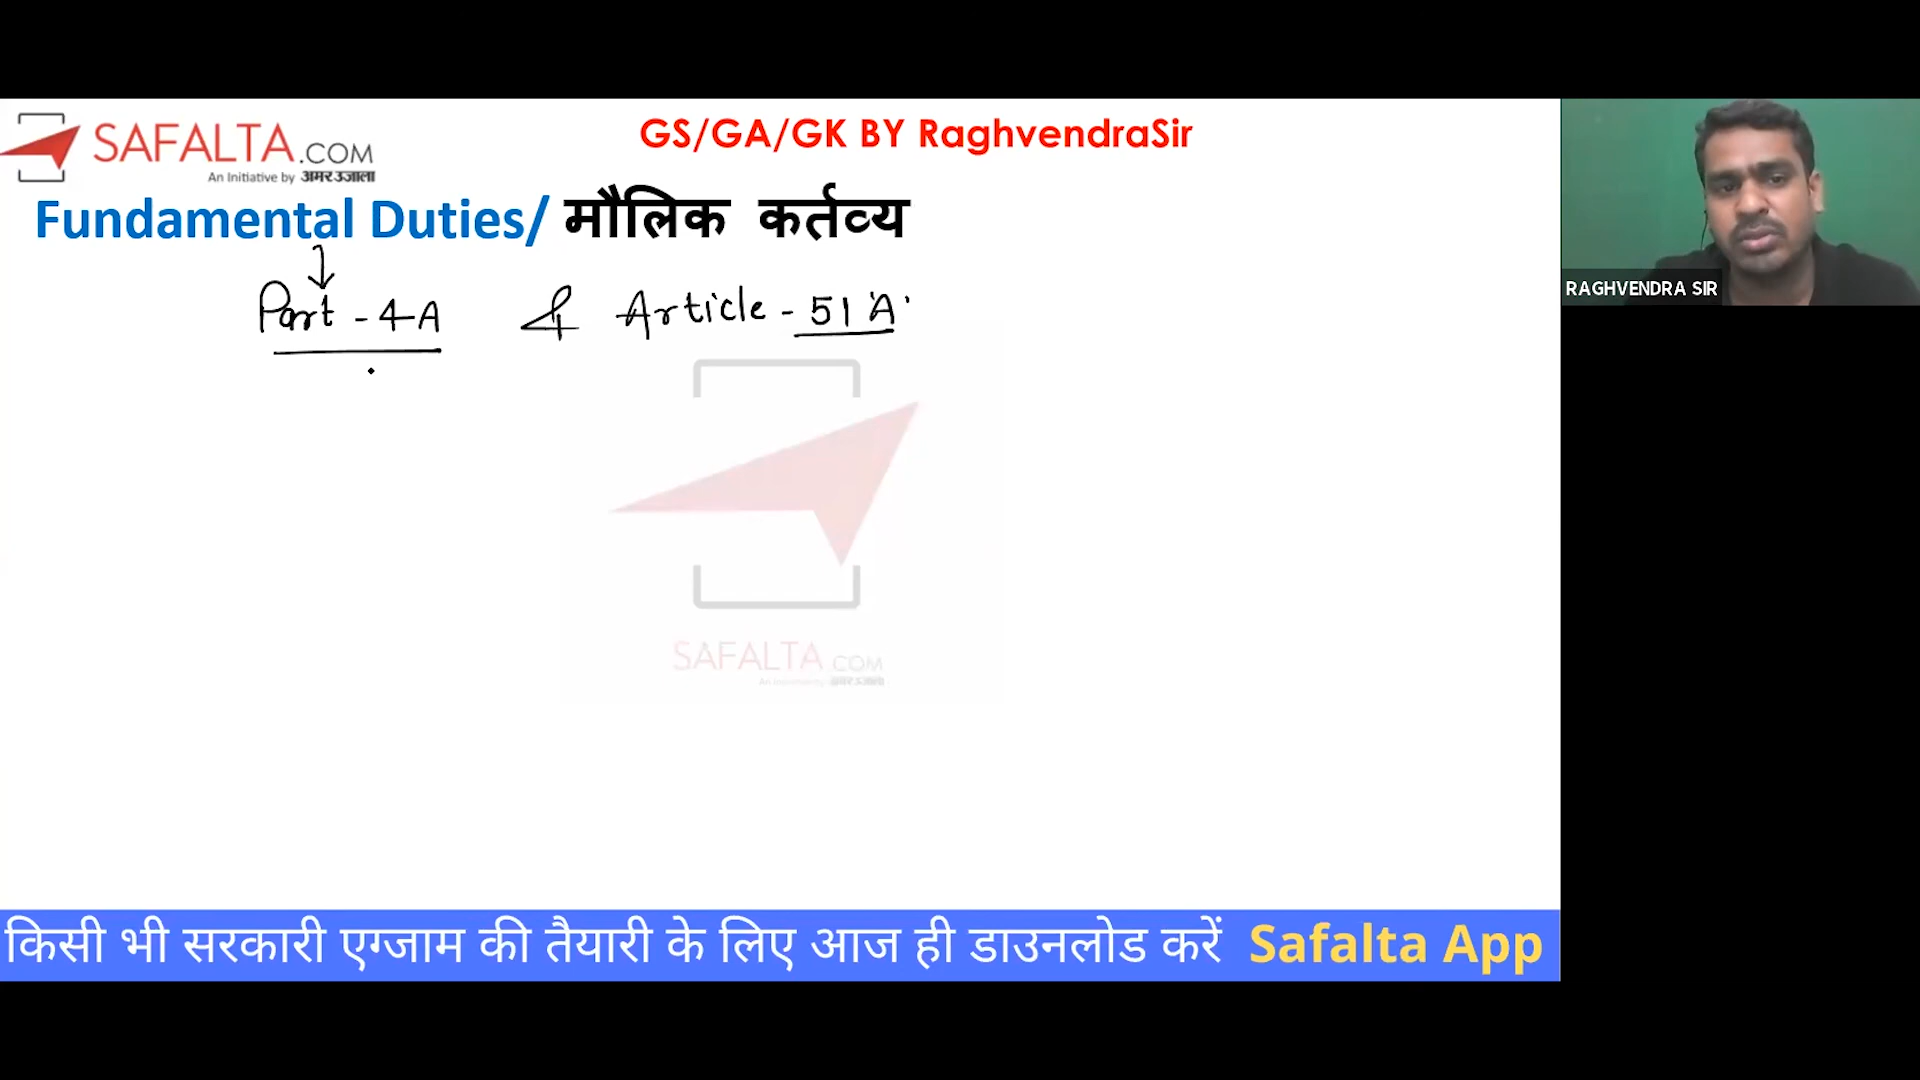 SAFALTA.COM
An Initiative by अमर उजाला
GS/GA/GK BY RaghvendraSir
Fundamental Duties/ मौलिक कर्तव्य
Part - 4A & Article - 51 'A'
RAGHVENDRA SIR
SAFALTA.COM
किसी भी सरकारी एग्जाम की तैयारी के लिए आज ही डाउनलोड करें Safalta App